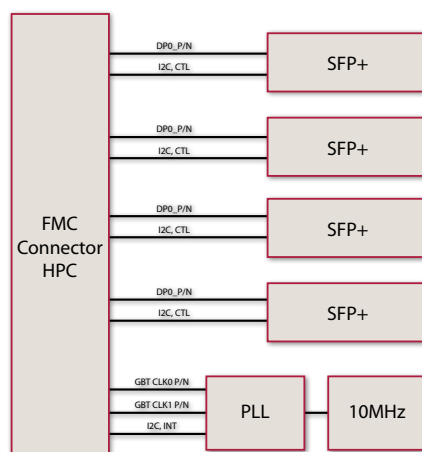 DP0_P/N
I2C, CTL
SFP+
DP0_P/N
I2C, CTL
SFP+
FMC
Connector
HPC
DP0_P/N
I2C, CTL
SFP+
DP0_P/N
I2C, CTL
SFP+
GBT CLK0 P/N
GBT CLK1 P/N
I2C, INT
PLL
10MHz